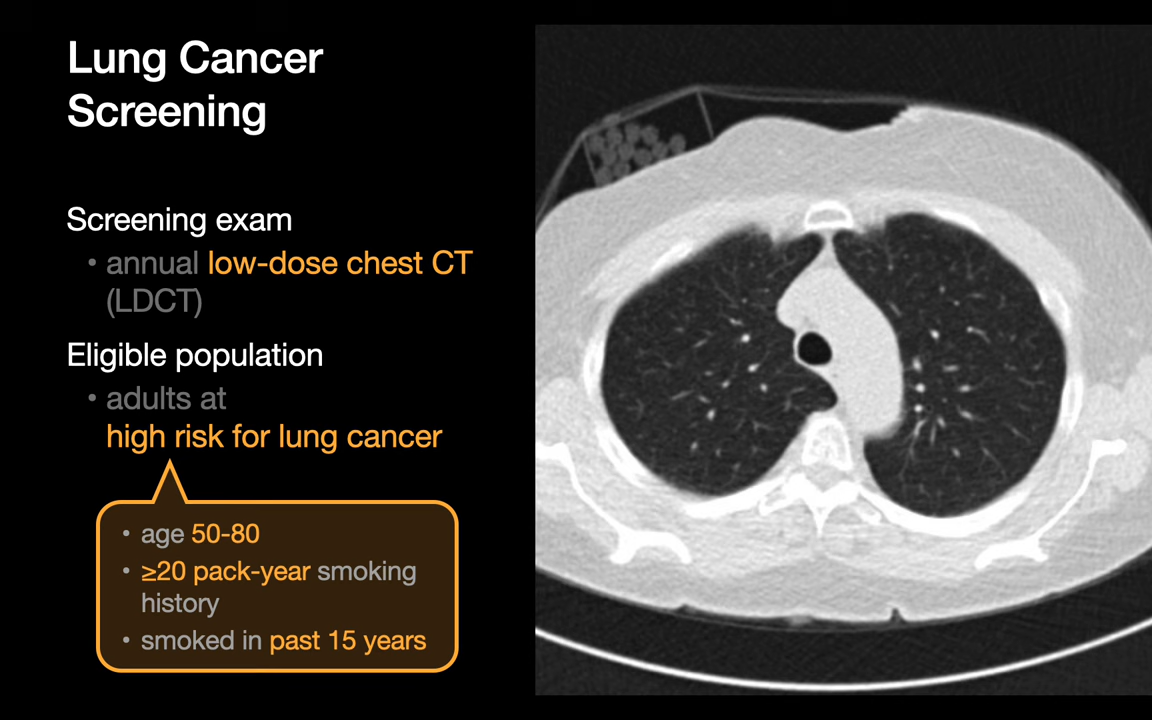 Lung Cancer
Screening
Screening exam
• annual low-dose chest CT
(LDCT)
Eligible population
• adults at
high risk for lung cancer
• age 50-80
• ≥20 pack-year smoking
history
• smoked in past 15 years